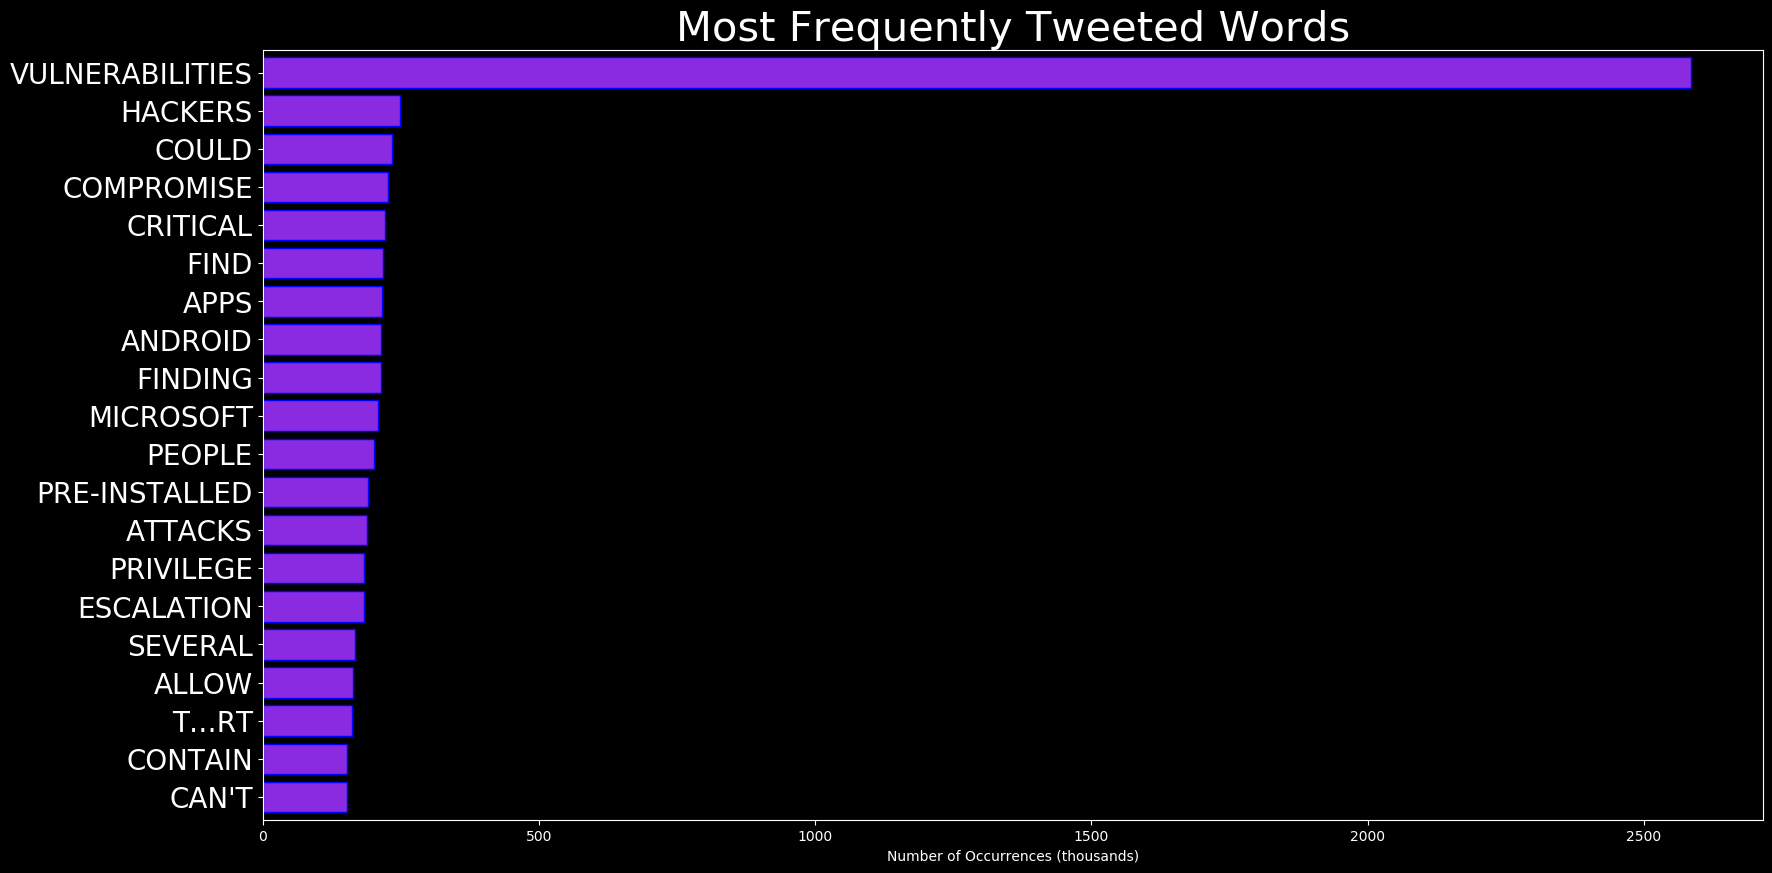 Most Frequently Tweeted Words
VULNERABILITIES
HACKERS
COULD
COMPROMISE
CRITICAL
FIND
APPS
ANDROID
FINDING
MICROSOFT
PEOPLE
PRE-INSTALLED
ATTACKS
PRIVILEGE
ESCALATION
SEVERAL
ALLOW
T…RT
CONTAIN
CAN'T
0 500 1000 1500 2000 2500
Number of Occurrences (thousands)